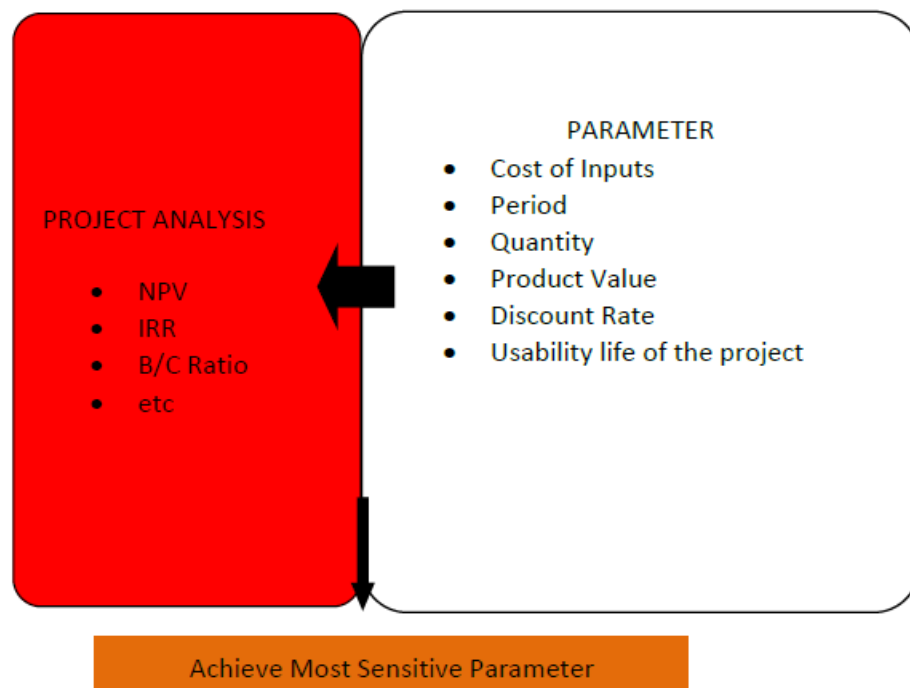 PROJECT ANALYSIS
• NPV
• IRR
• B/C Ratio
• etc
PARAMETER
• Cost of Inputs
• Period
• Quantity
• Product Value
• Discount Rate
• Usability life of the project
Achieve Most Sensitive Parameter